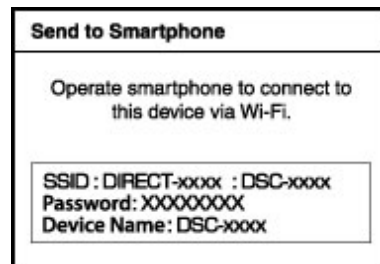 Send to Smartphone
Operate smartphone to connect to
this device via Wi-Fi.
SSID : DIRECT-xxxx : DSC-xxxx
Password: XXXXXXXX
Device Name: DSC-xxxx